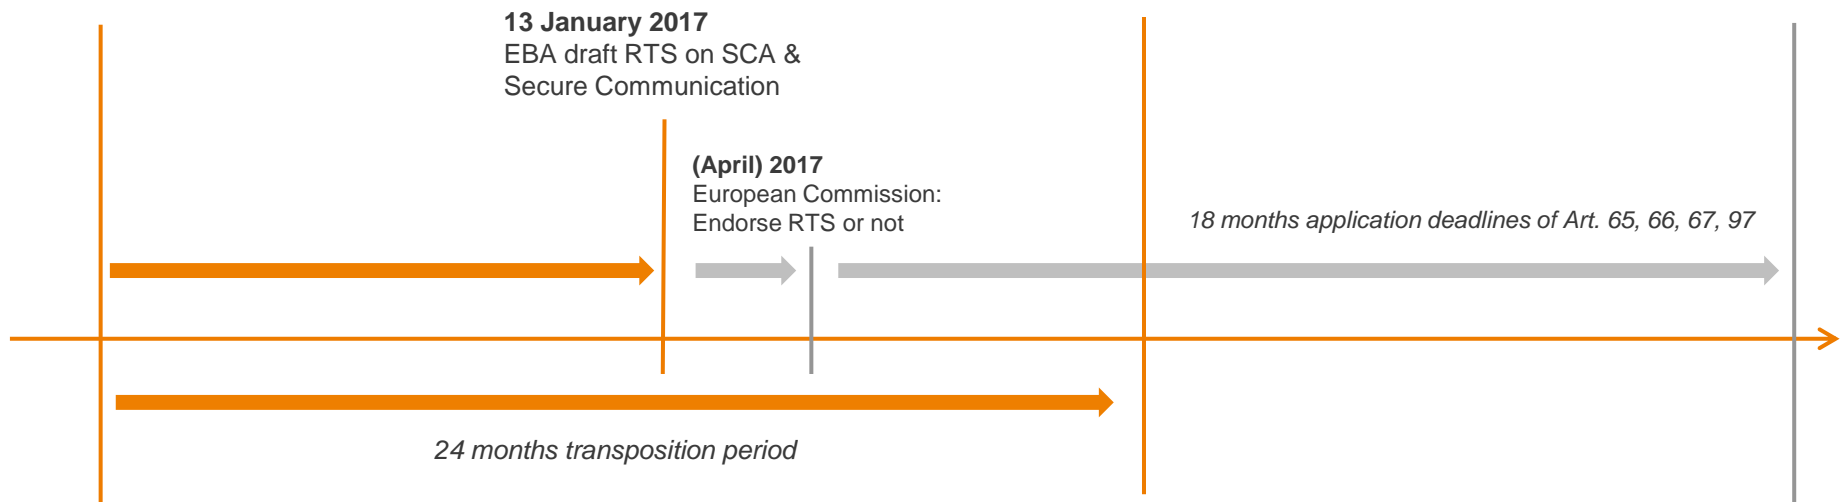 13 January 2017
EBA draft RTS on SCA &
Secure Communication
(April) 2017
European Commission:
Endorse RTS or not
18 months application deadlines of Art. 65, 66, 67, 97
24 months transposition period